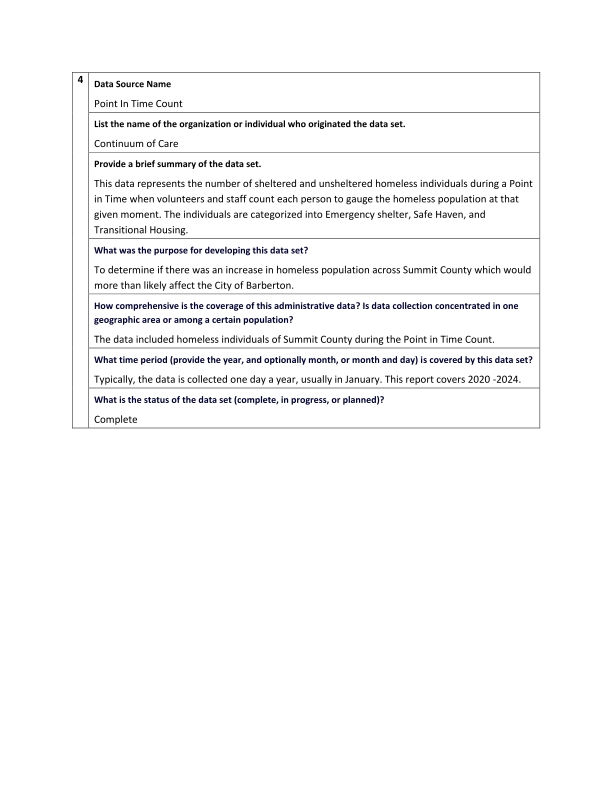 4
Data Source Name
Point In Time Count
List the name of the organization or individual who originated the data set.
Continuum of Care
Provide a brief summary of the data set.
This data represents the number of sheltered and unsheltered homeless individuals during a Point
in Time when volunteers and staff count each person to gauge the homeless population at that
given moment. The individuals are categorized into Emergency shelter, Safe Haven, and
Transitional Housing.
What was the purpose for developing this data set?
To determine if there was an increase in homeless population across Summit County which would
more than likely affect the City of Barberton.
How comprehensive is the coverage of this administrative data? Is data collection concentrated in one
geographic area or among a certain population?
The data included homeless individuals of Summit County during the Point in Time Count.
What time period (provide the year, and optionally month, or month and day) is covered by this data set?
Typically, the data is collected one day a year, usually in January. This report covers 2020 -2024.
What is the status of the data set (complete, in progress, or planned)?
Complete